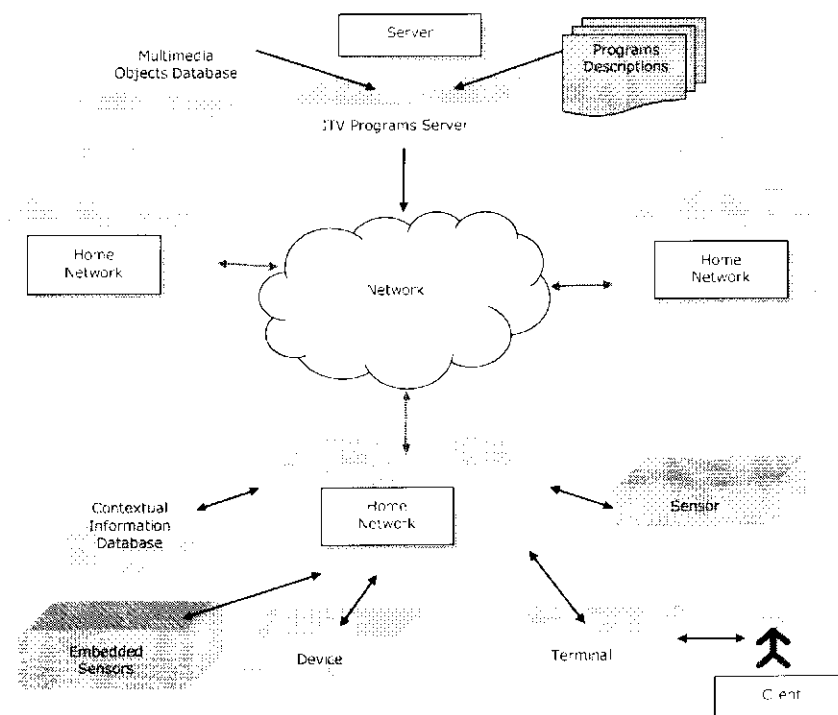 Server
Multimedia
Objects Database
Programs
Descriptions
ITV Programs Server
Home
Network
Network
Home
Network
Contextual
Information
Database
Home
Network
Sensor
Embedded
Sensors
Device
Terminal
Client